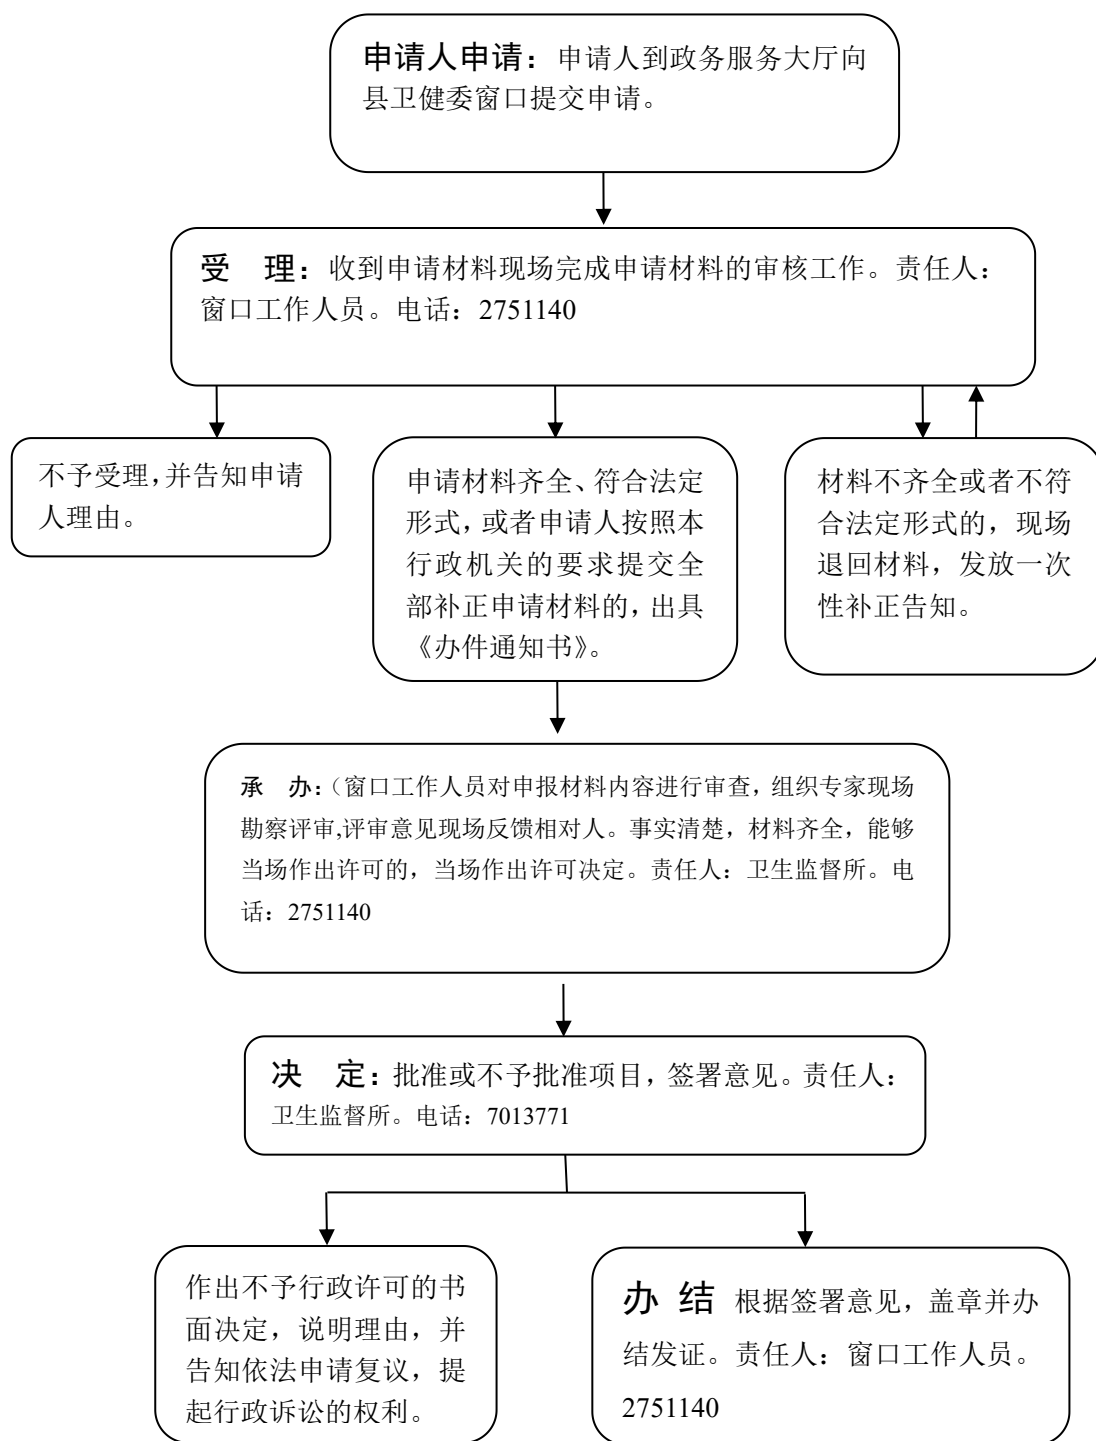 申请人申请：申请人到政务服务大厅向
县卫健委窗口提交申请。
受　理：收到申请材料现场完成申请材料的审核工作。责任人：
窗口工作人员。电话：2751140
不予受理,并告知申请
人理由。
申请材料齐全、符合法定
形式，或者申请人按照本
行政机关的要求提交全
部补正申请材料的，出具
《办件通知书》。
材料不齐全或者不符
合法定形式的，现场
退回材料，发放一次
性补正告知。
承　办：（窗口工作人员对申报材料内容进行审查，组织专家现场
勘察评审,评审意见现场反馈相对人。事实清楚，材料齐全，能够
当场作出许可的，当场作出许可决定。责任人：卫生监督所。电
话：2751140
决　定：批准或不予批准项目，签署意见。责任人：
卫生监督所。电话：7013771
作出不予行政许可的书
面决定，说明理由，并
告知依法申请复议，提
起行政诉讼的权利。
办 结 根据签署意见，盖章并办
结发证。责任人：窗口工作人员。
2751140